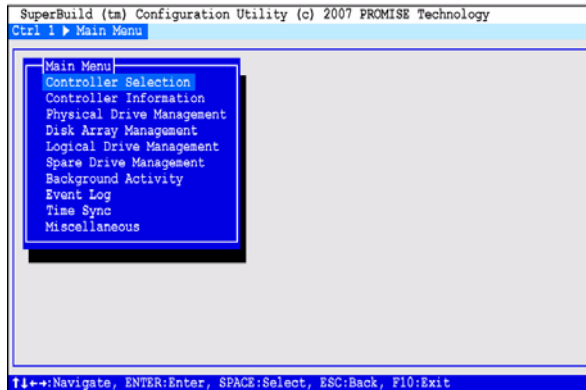 SuperBuild (tm) Configuration Utility (c) 2007 PROMISE Technology
Ctrl 1 ▶ Main Menu
Main Menu
Controller Selection
Controller Information
Physical Drive Management
Disk Array Management
Logical Drive Management
Spare Drive Management
Background Activity
Event Log
Time Sync
Miscellaneous
↑↓←→:Navigate, ENTER:Enter, SPACE:Select, ESC:Back, F10:Exit